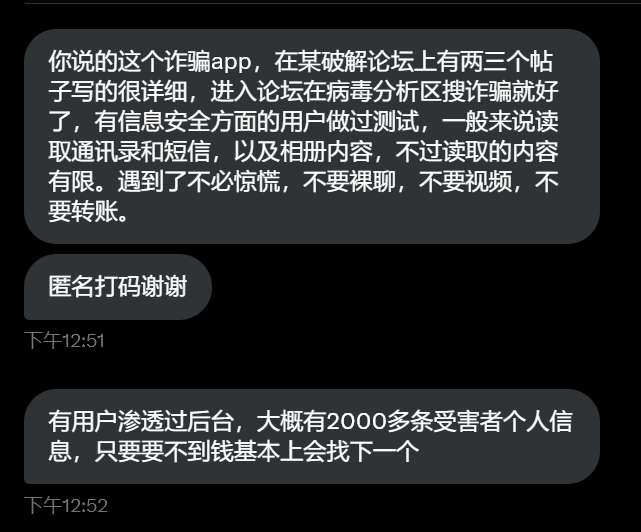 你说的这个诈骗app，在某破解论坛上有两三个帖
子写的很详细，进入论坛在病毒分析区搜诈骗就好
了，有信息安全方面的用户做过测试，一般来说读
取通讯录和短信，以及相册内容，不过读取的内容
有限。遇到了不必惊慌，不要裸聊，不要视频，不
要转账。
匿名打码谢谢
下午12:51
有用户渗透过后台，大概有2000多条受害者个人信
息，只要要不到钱基本上会找下一个
下午12:52